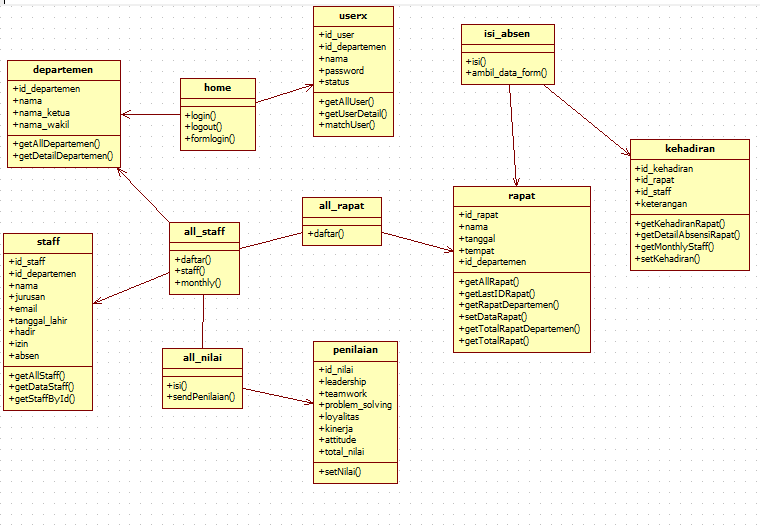 userx
+id_user
+id_departemen
+nama
+password
+status
+getAllUser()
+getUserDetail()
+matchUser()
isi_absen
+isi()
+ambil_data_form()
departemen
+id_departemen
+nama
+nama_ketua
+nama_wakil
+getAllDepartemen()
+getDetailDepartemen()
home
+login()
+logout()
+formlogin()
kehadiran
+id_kehadiran
+id_rapat
+id_staff
+keterangan
+getKehadiranRapat()
+getDetailAbsensiRapat()
+getMonthlyStaff()
+setKehadiran()
rapat
+id_rapat
+nama
+tanggal
+tempat
+id_departemen
+getAllRapat()
+getLastIDRapat()
+getRapatDepartemen()
+setDataRapat()
+getTotalRapatDepartemen()
+getTotalRapat()
all_rapat
+daftar()
all_staff
+daftar()
+staff()
+monthly()
staff
+id_staff
+id_departemen
+nama
+jurusan
+email
+tanggal_lahir
+hadir
+izin
+absen
+getAllStaff()
+getDataStaff()
+getStaffById()
all_nilai
+isi()
+sendPenilaian()
penilaian
+id_nilai
+leadership
+teamwork
+problem_solving
+loyalitas
+kinerja
+attitude
+total_nilai
+setNilai()